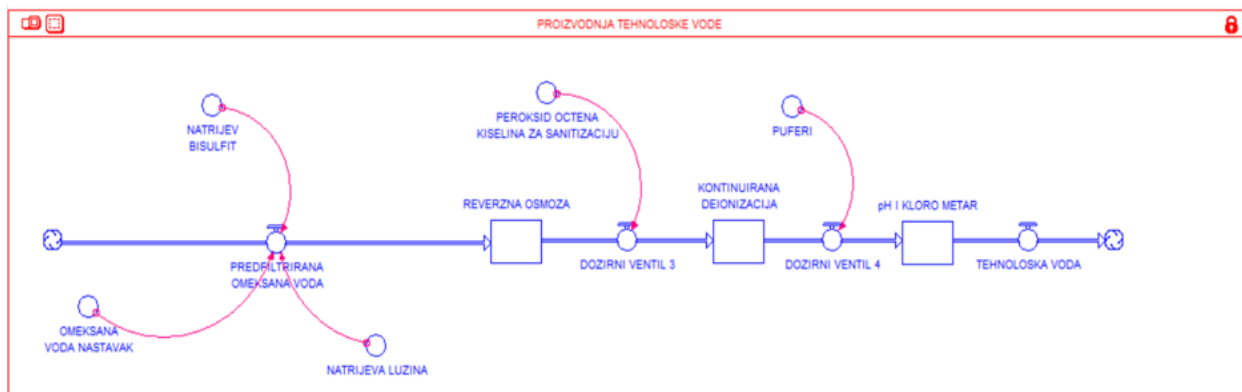 PROIZVODNJA TEHNOLOSKE VODE
NATRIJEV
BISULFIT
PEROKSID OCTENA
KISELINA ZA SANITIZACIJU
PUFERI
REVERZNA OSMOZA
KONTINUIRANA
DEIONIZACIJA
pH I KLORO METAR
PREDFILTRIRANA
OMEKSANA VODA
DOZIRNI VENTIL 3
DOZIRNI VENTIL 4
TEHNOLOSKA VODA
OMEKSANA
VODA NASTAVAK
NATRIJEVA LUZINA